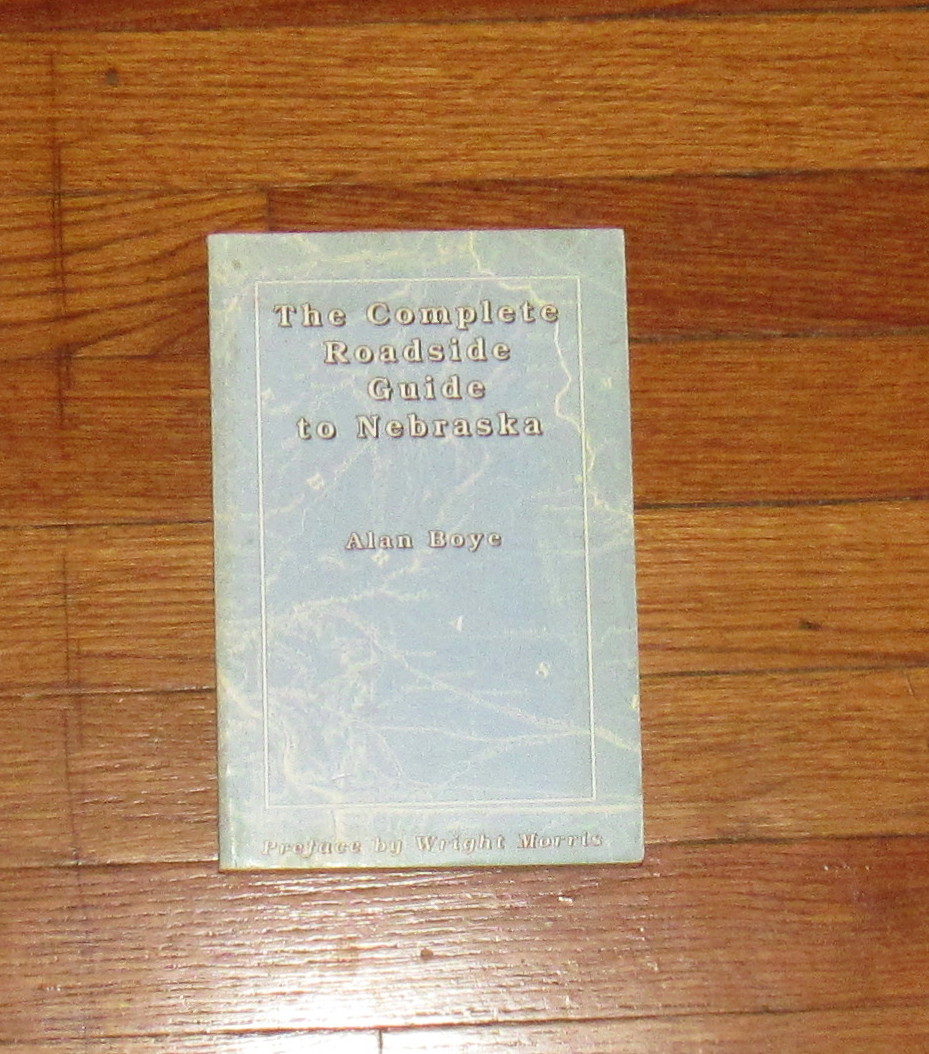 The Complete
Roadside
Guide
to Nebraska
Alan Boye
Preface by Wright Morris